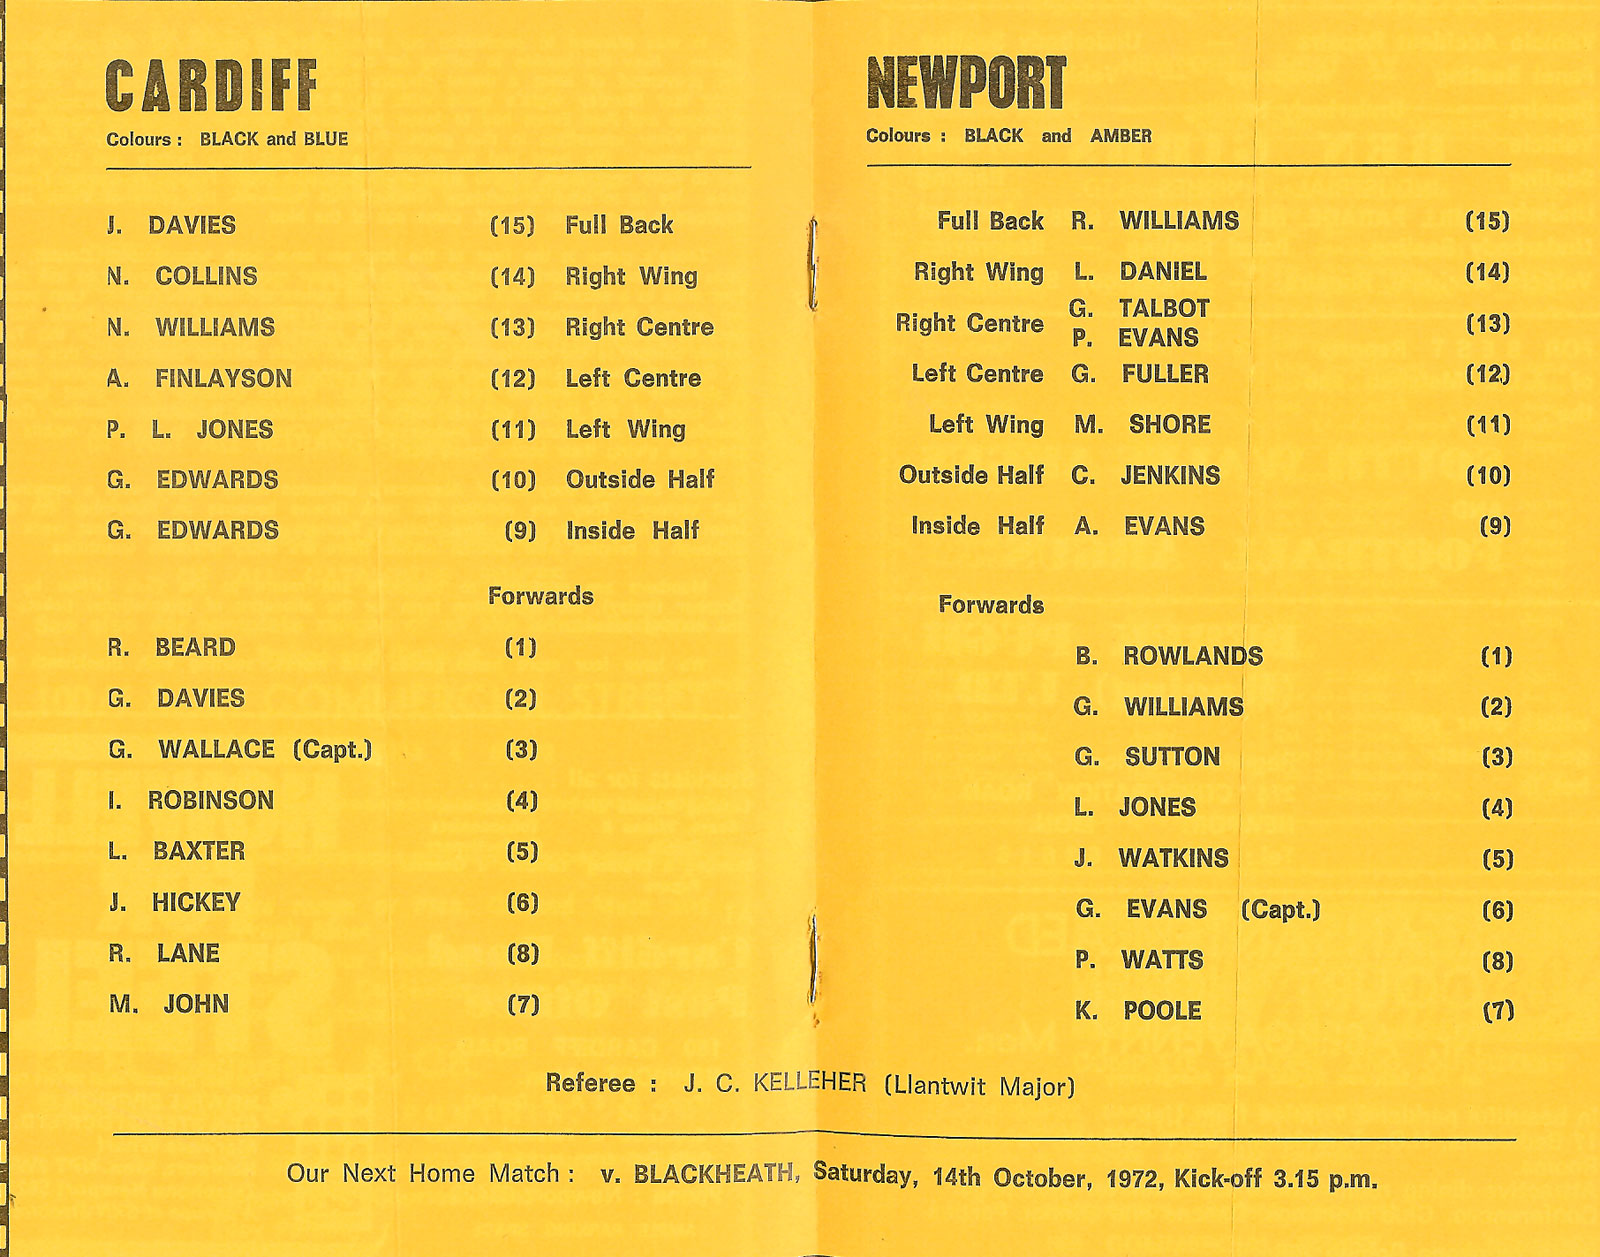 CARDIFF
Colours : BLACK and BLUE
J. DAVIES (15) Full Back
N. COLLINS (14) Right Wing
N. WILLIAMS (13) Right Centre
A. FINLAYSON (12) Left Centre
P. L. JONES (11) Left Wing
G. EDWARDS (10) Outside Half
G. EDWARDS (9) Inside Half
Forwards
R. BEARD (1)
G. DAVIES (2)
G. WALLACE (Capt.) (3)
I. ROBINSON (4)
L. BAXTER (5)
J. HICKEY (6)
R. LANE (8)
M. JOHN (7)
NEWPORT
Colours : BLACK and AMBER
Full Back R. WILLIAMS (15)
Right Wing L. DANIEL (14)
G. TALBOT
Right Centre (13)
P. EVANS
Left Centre G. FULLER (12)
Left Wing M. SHORE (11)
Outside Half C. JENKINS (10)
Inside Half A. EVANS (9)
Forwards
B. ROWLANDS (1)
G. WILLIAMS (2)
G. SUTTON (3)
L. JONES (4)
J. WATKINS (5)
G. EVANS (Capt.) (6)
P. WATTS (8)
K. POOLE (7)
Referee : J. C. KELLEHER (Llantwit Major)
Our Next Home Match : v. BLACKHEATH, Saturday, 14th October, 1972, Kick-off 3.15 p.m.